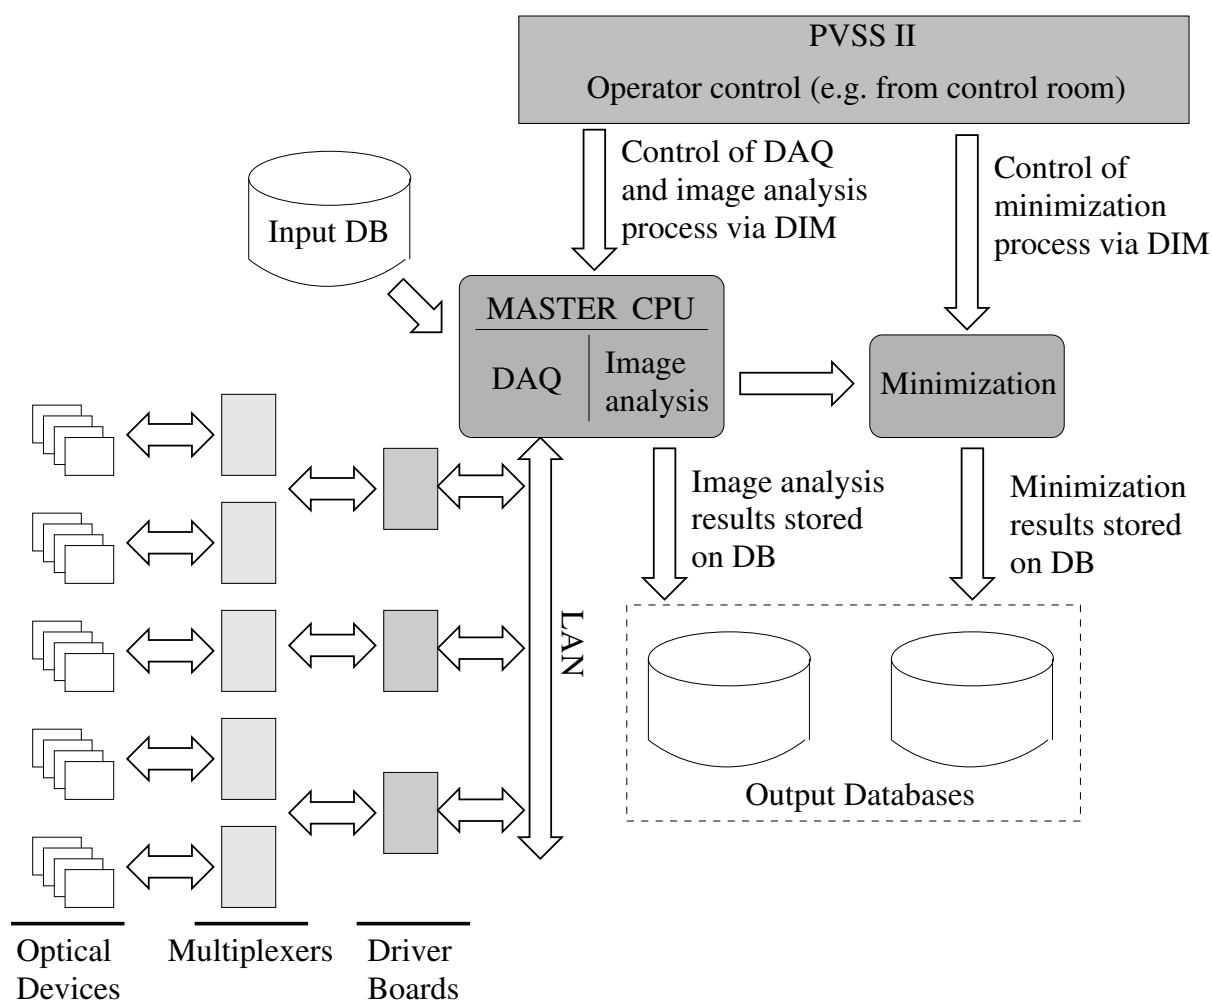 PVSS II
Operator control (e.g. from control room)
Control of DAQ
and image analysis
process via DIM
Control of
minimization
process via DIM
Input DB
MASTER CPU
DAQ
Image
analysis
Minimization
Image analysis
results stored
on DB
Minimization
results stored
on DB
LAN
Output Databases
Optical
Devices
Multiplexers
Driver
Boards